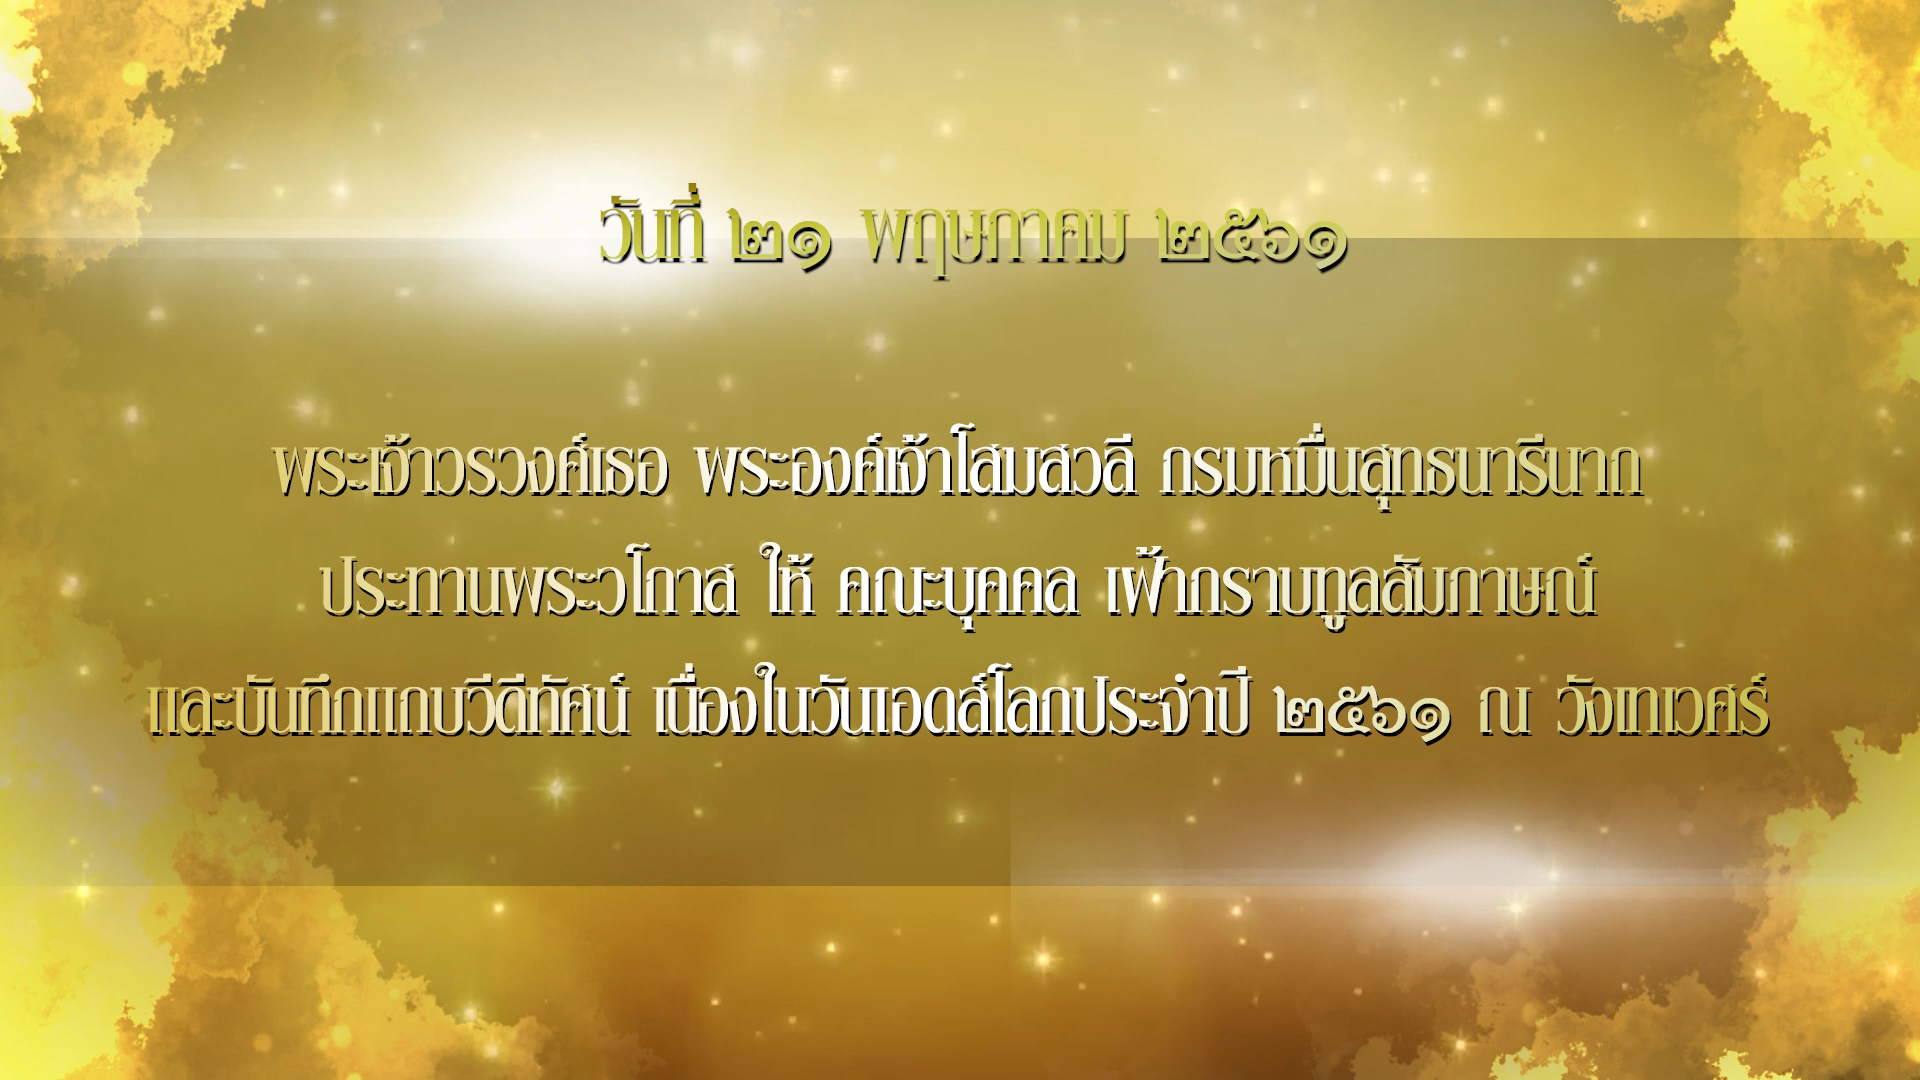 วันที่ ๒๑ พฤษภาคม ๒๕๖๑
พระเจ้าวรวงศ์เธอ พระองค์เจ้าโสมสวลี กรมหมื่นสุทธนารีนาถ
ประทานพระวโรกาส ให้ คณะบุคคล เฝ้ากราบทูลสัมภาษณ์
และบันทึกแถบวีดีทัศน์ เนื่องในวันเอดส์โลกประจำปี ๒๕๖๑ ณ วังเทเวศร์